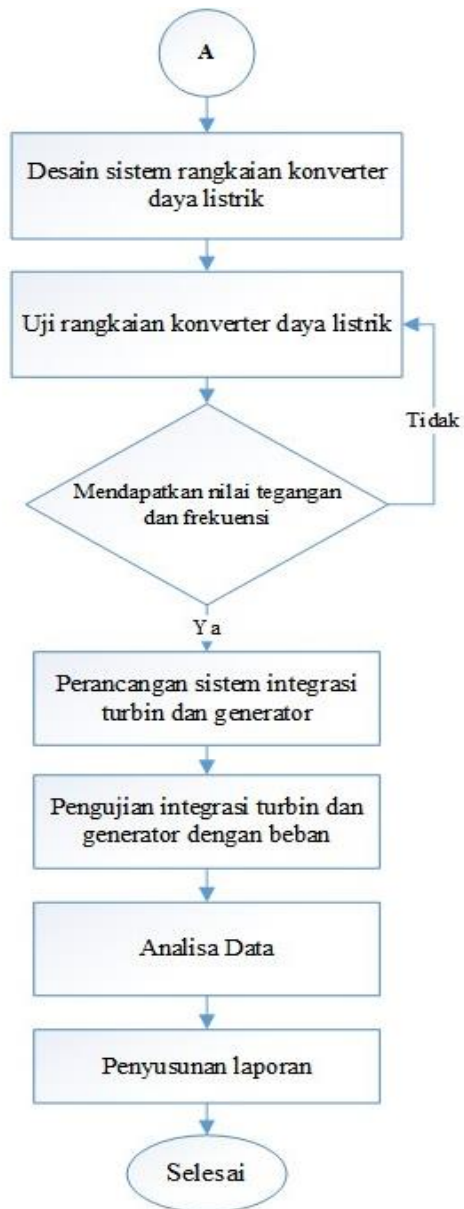 A
Desain sistem rangkaian konverter
daya listrik
Uji rangkaian konverter daya listrik
Tidak
Mendapatkan nilai tegangan
dan frekuensi
Ya
Perancangan sistem integrasi
turbin dan generator
Pengujian integrasi turbin dan
generator dengan beban
Analisa Data
Penyusunan laporan
Selesai